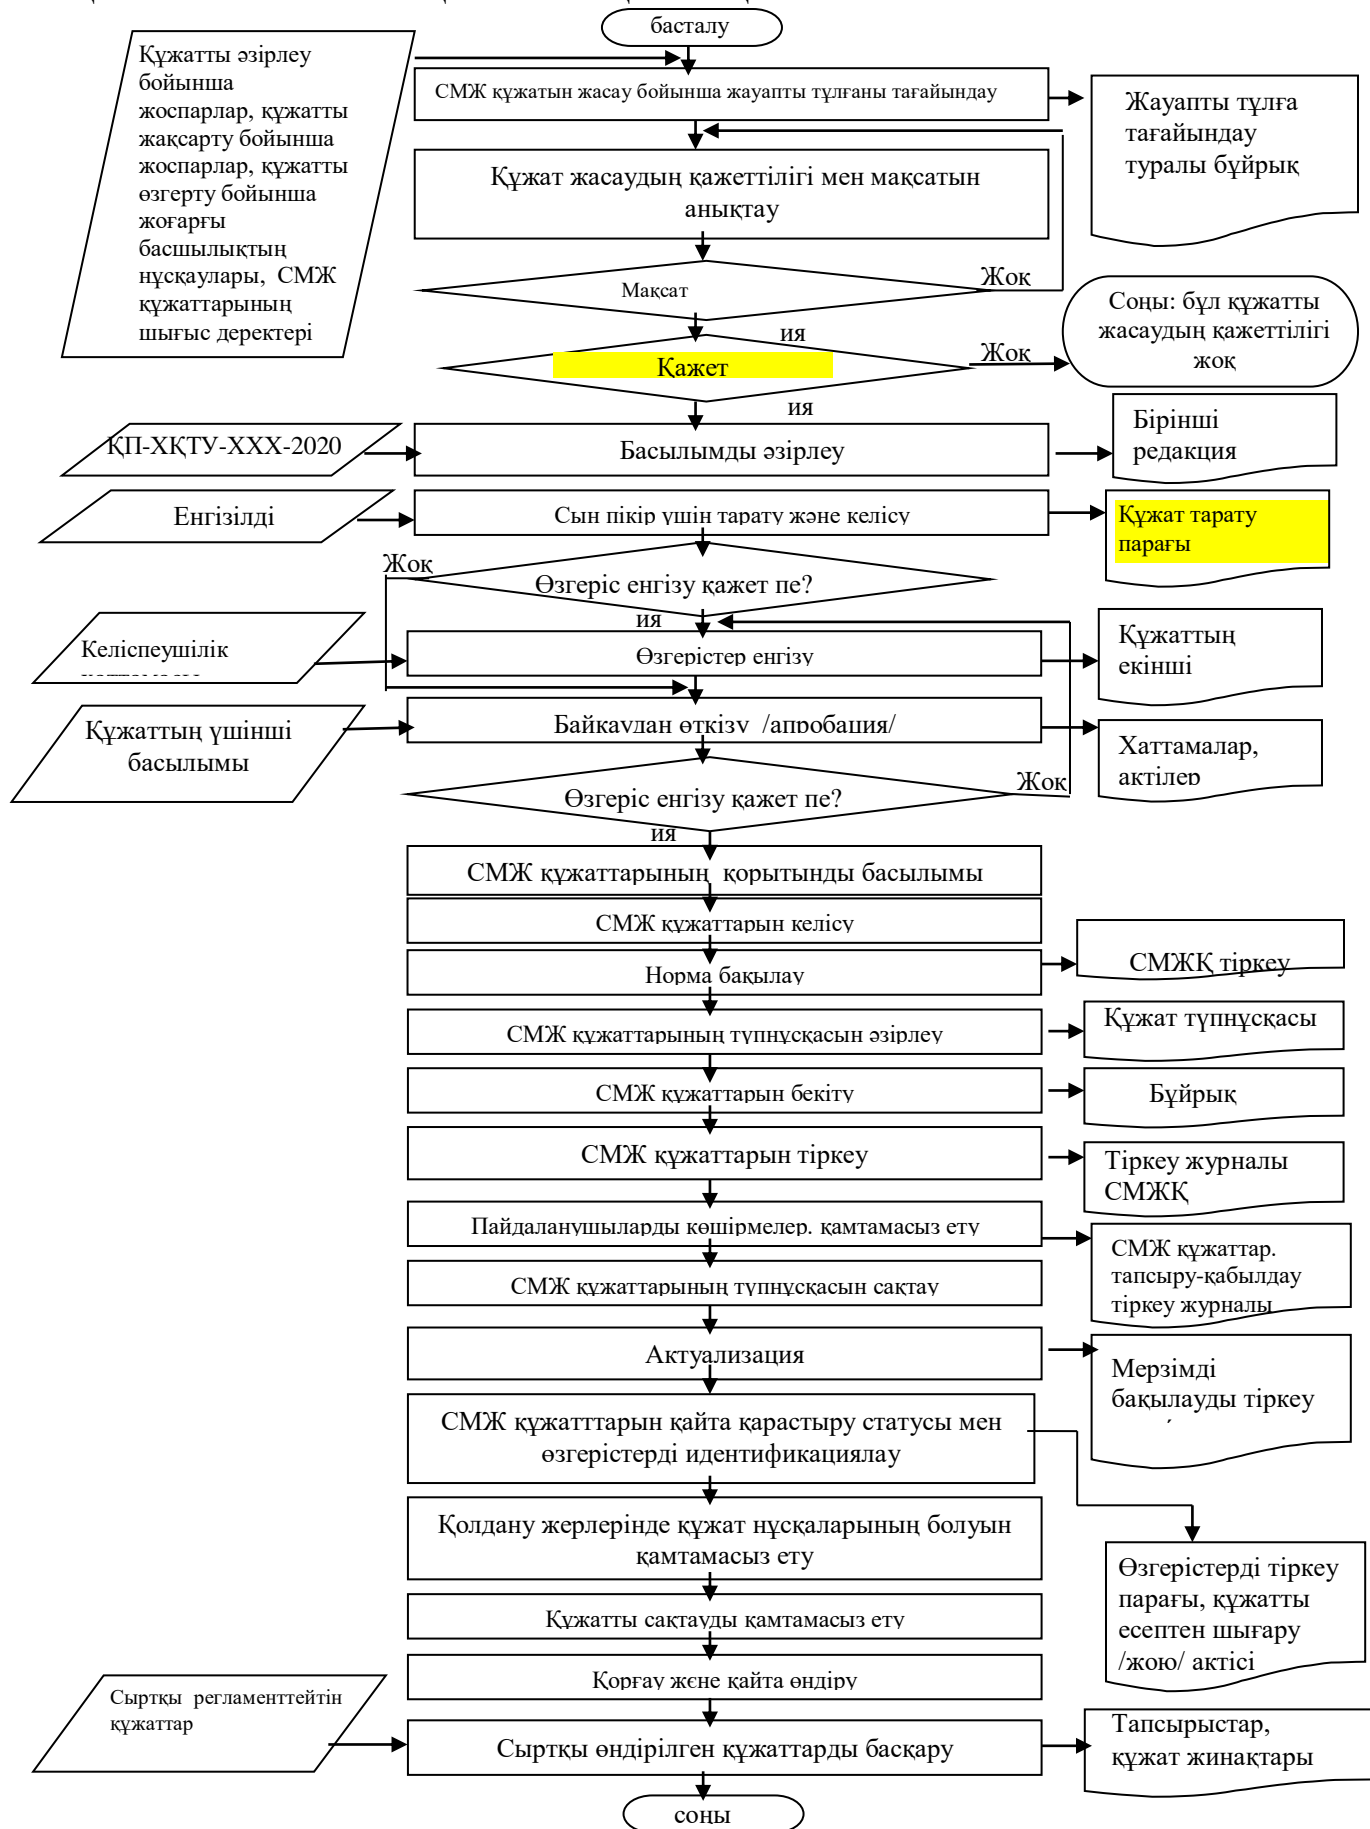 басталу
Құжатты әзірлеу
бойынша
жоспарлар, құжатты
жақсарту бойынша
жоспарлар, құжатты
өзгерту бойынша
жоғарғы
басшылықтың
нұсқаулары, СМЖ
құжаттарының
шығыс деректері
СМЖ құжатын жасау бойынша жауапты тұлғаны тағайындау
Жауапты тұлға
тағайындау
туралы бұйрық
Құжат жасаудың қажеттілігі мен мақсатын
анықтау
Мақсат
Жоқ
ия
Соңы: бұл құжатты
жасаудың қажеттілігі
жоқ
Қажет
Жоқ
ия
ҚП-ХҚТУ-ХХХ-2020
Басылымды әзірлеу
Бірінші
редакция
Енгізілді
Сын пікір үшін тарату және келісу
Құжат тарату
парағы
Жоқ
Өзгеріс енгізу қажет пе?
ия
Келіспеушілік
Өзгерістер енгізу
Құжаттың
екінші
Құжаттың үшінші
басылымы
Байқаудан өткізу /апробация/
Хаттамалар,
актілер
Өзгеріс енгізу қажет пе?
Жоқ
ия
СМЖ құжаттарының қорытынды басылымы
СМЖ құжаттарын келісу
Норма бақылау
СМЖҚ тіркеу
СМЖ құжаттарының түпнұсқасын әзірлеу
Құжат түпнұсқасы
СМЖ құжаттарын бекіту
Бұйрық
СМЖ құжаттарын тіркеу
Тіркеу журналы
СМЖҚ
Пайдаланушыларды көшірмелер. қамтамасыз ету
СМЖ құжаттар.
тапсыру-қабылдау
тіркеу журналы
СМЖ құжаттарының түпнұсқасын сақтау
Актуализация
Мерзімді
бақылауды тіркеу
СМЖ құжатттарын қайта қарастыру статусы мен
өзгерістерді идентификациялау
Қолдану жерлерінде құжат нұсқаларының болуын
қамтамасыз ету
Өзгерістерді тіркеу
парағы, құжатты
есептен шығару
/жою/ актісі
Құжатты сақтауды қамтамасыз ету
Қорғау жєне қайта өндіру
Сыртқы регламенттейтін
құжаттар
Сыртқы өндірілген құжаттарды басқару
Тапсырыстар,
құжат жинақтары
соңы